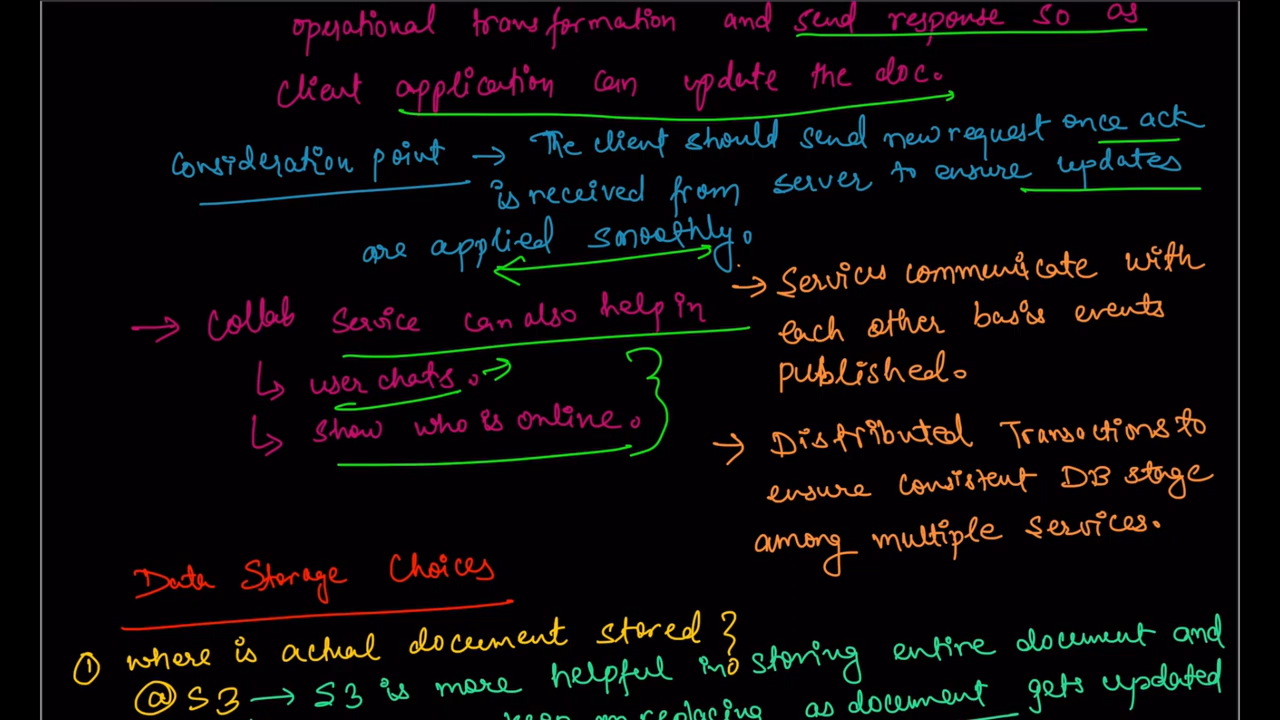 operational transformation and send response so as
client application can update the doc.
Consideration point → The client should send new request once ack
is received from server to ensure updates
are applied smoothly.
→ Collab Service can also help in
↳ user chats.
↳ show who is online.
→ Services communicate with
each other basis events
published.
→ Distributed Transactions to
ensure consistent DB stage
among multiple services.
Data Storage Choices
① where is actual document stored?
ⓐ S3 → S3 is more helpful in storing entire document and
keep on replacing as document gets updated